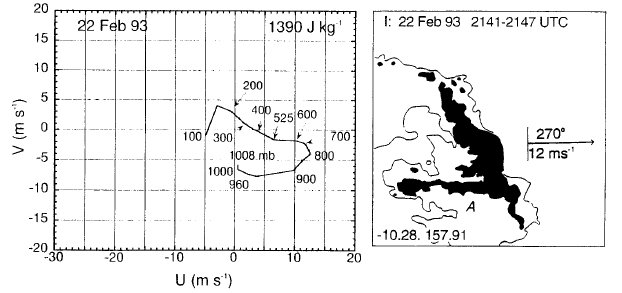 22 Feb 93 1390 J kg⁻¹
20
15
10
5
0
-5
-10
-15
-20
V (m s⁻¹)
200
400
525
600
100
300
700
1008 mb
800
1000
960
900
-30 -20 -10 0 10 20
U (m s⁻¹)
I: 22 Feb 93 2141-2147 UTC
270°
12 ms⁻¹
A
-10.28. 157.91